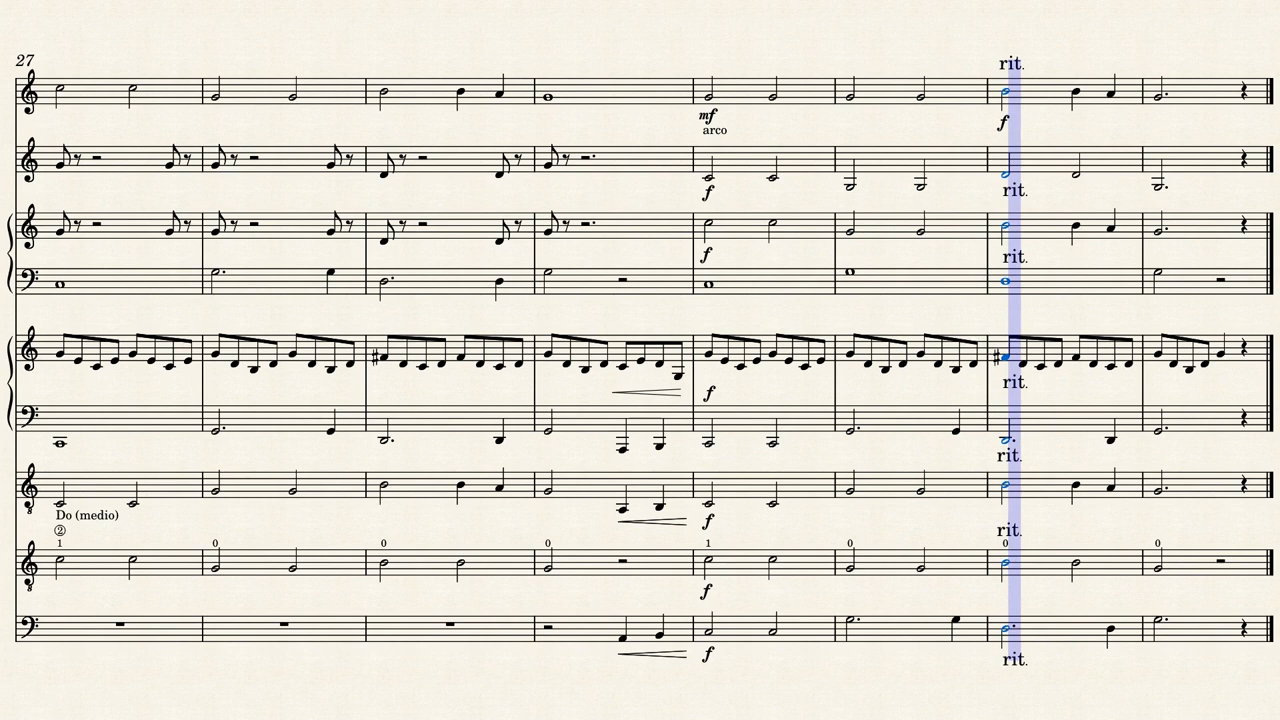 27
rit.
mf
f
arco
f
rit.
f
rit.
f
rit.
rit.
Do (medio)
f
rit.
2
1 0 0 0 1 0 0 0
f
f
rit.